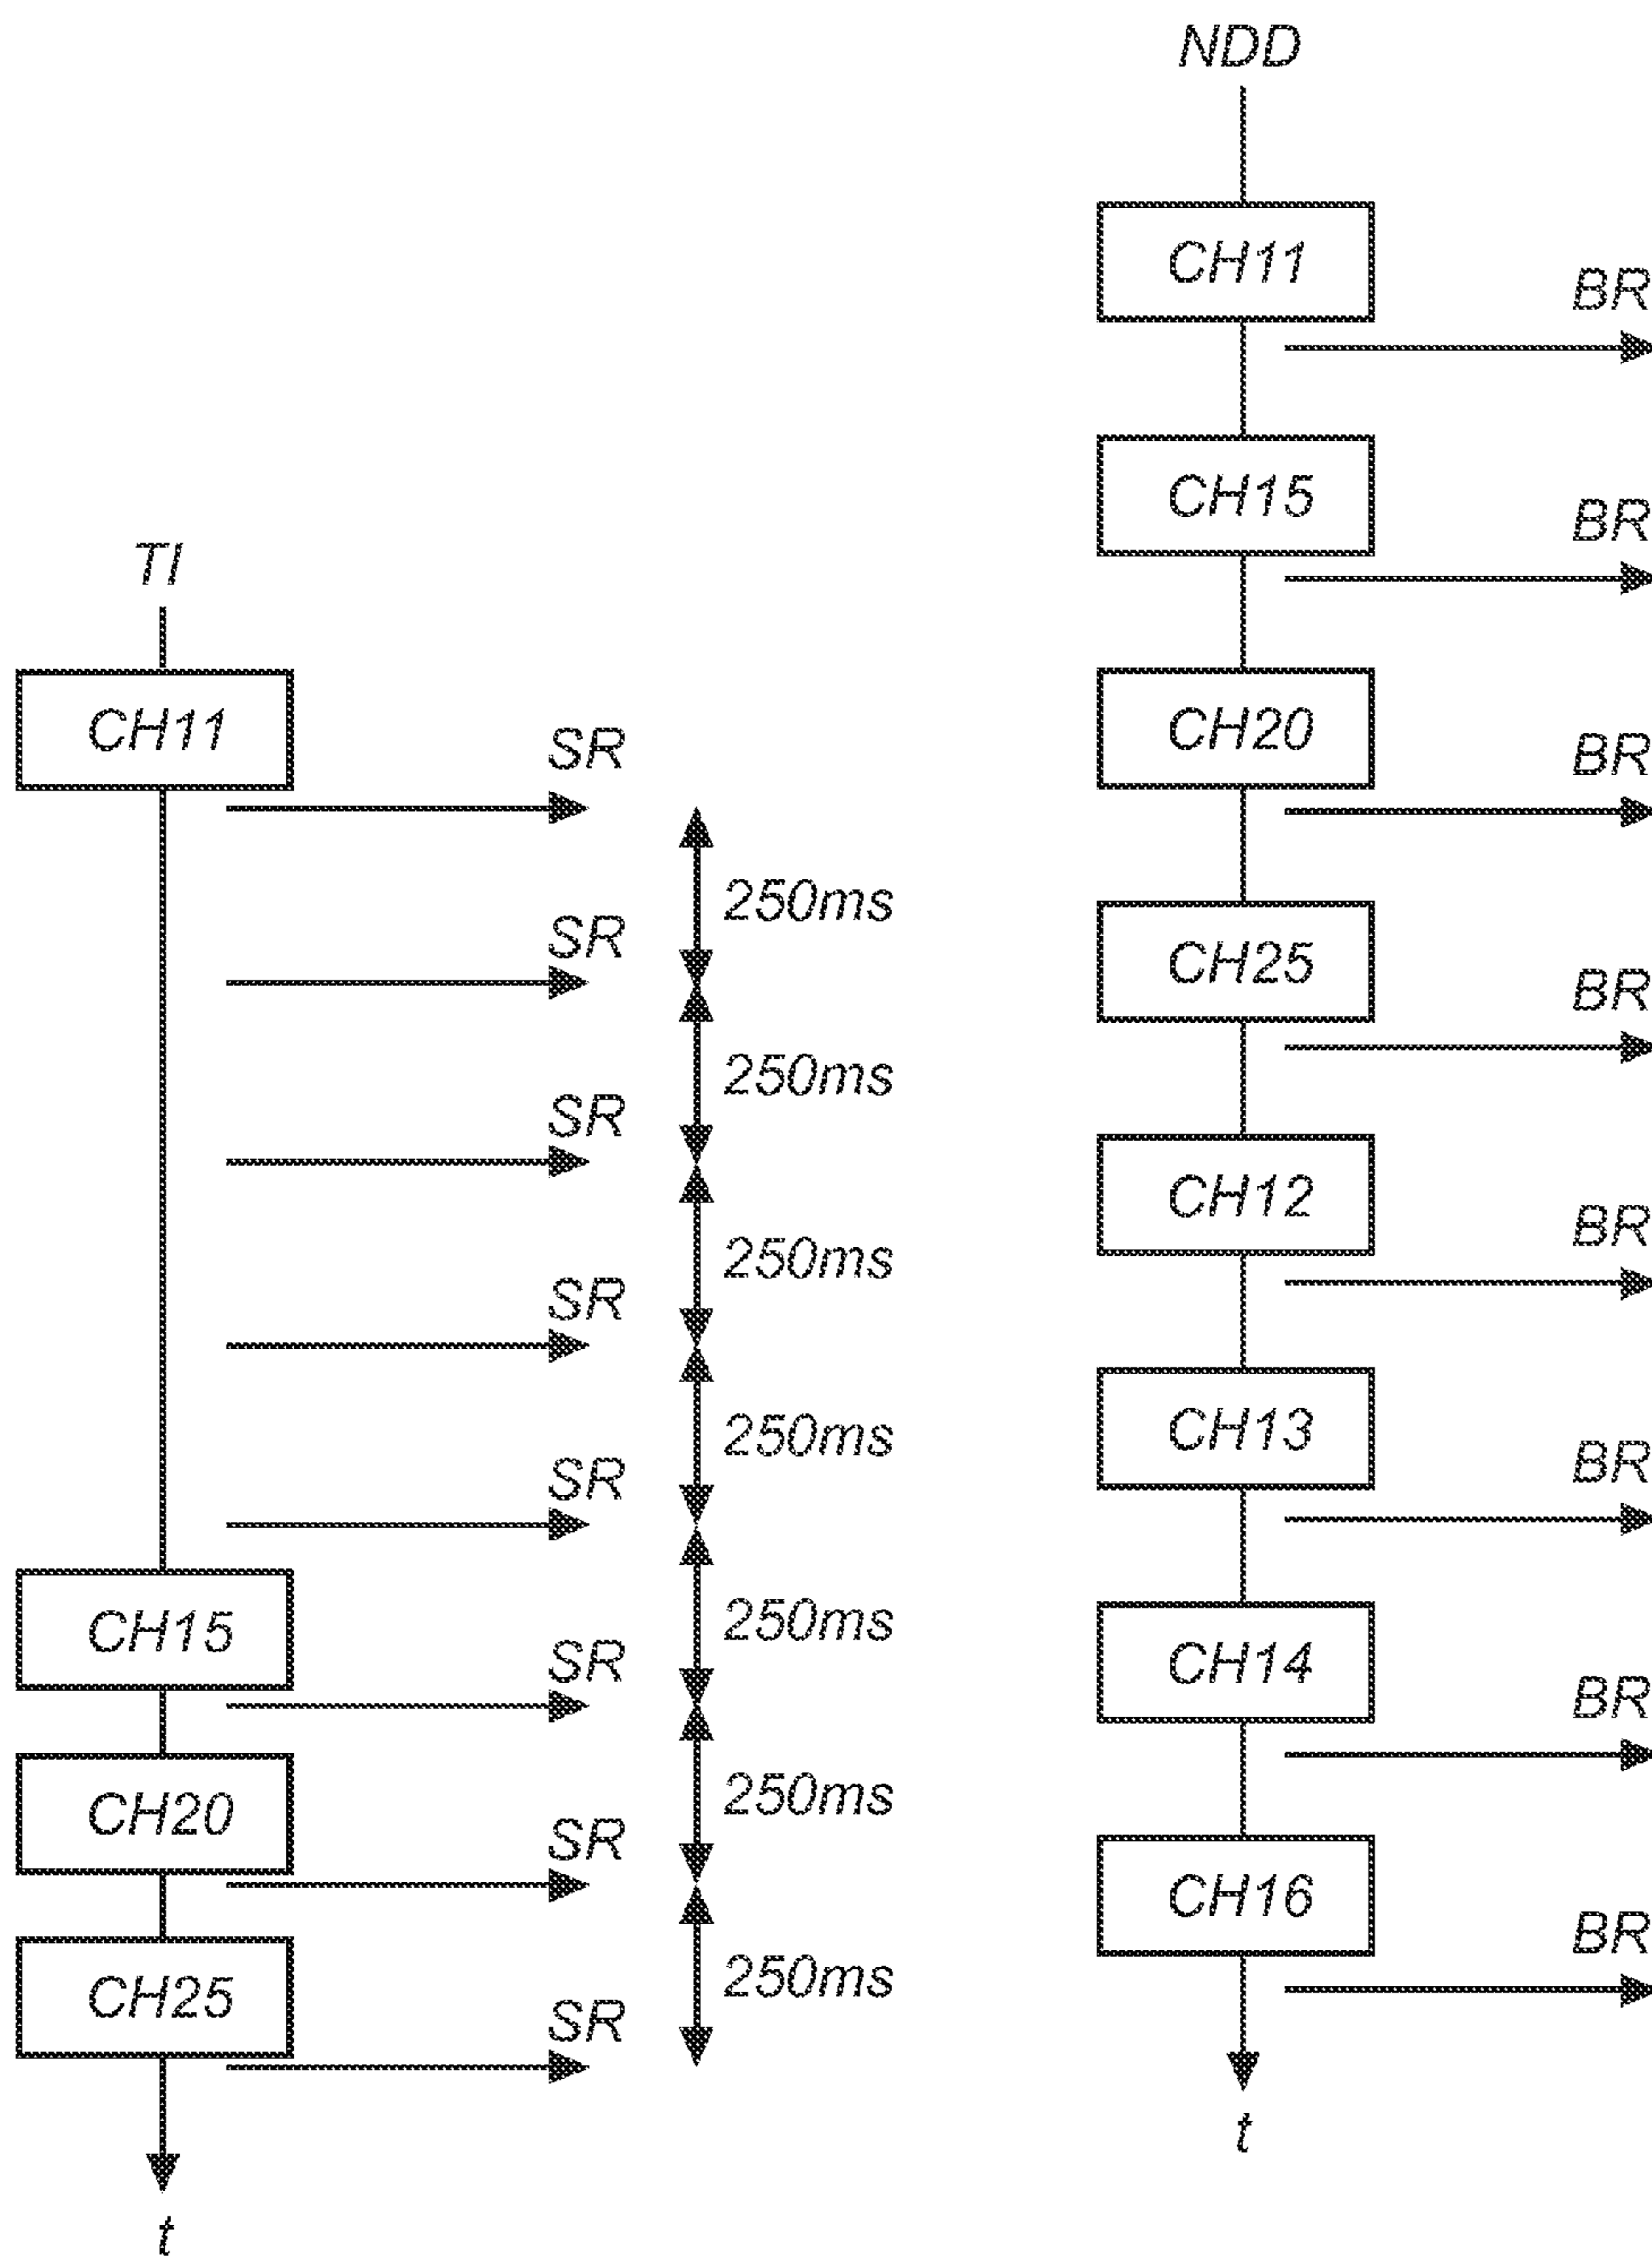 TI
CH11
SR
250ms
SR
250ms
SR
250ms
SR
250ms
SR
CH15
250ms
SR
CH20
250ms
SR
CH25
250ms
SR
t
NDD
CH11
BR
CH15
BR
CH20
BR
CH25
BR
CH12
BR
CH13
BR
CH14
BR
CH16
BR
t